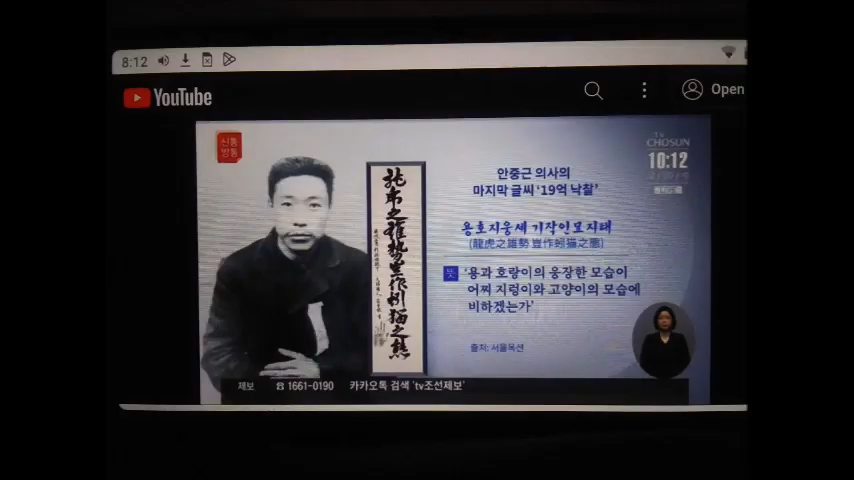 8:12
YouTube
Open
신통
방통
TV
CHOSUN
10:12
안중근 의사의
마지막 글씨 ‘19억 낙찰’
용호지웅세 기작인묘지태
[龍虎之雄勢 豈作蚓猫之態]
뜻 ‘용과 호랑이의 웅장한 모습이
어찌 지렁이와 고양이의 모습에
비하겠는가’
출처: 서울옥션
제보 ☎ 1661-0190 카카오톡 검색 'tv조선제보'
龍虎之雄勢豈作蚓猫之態